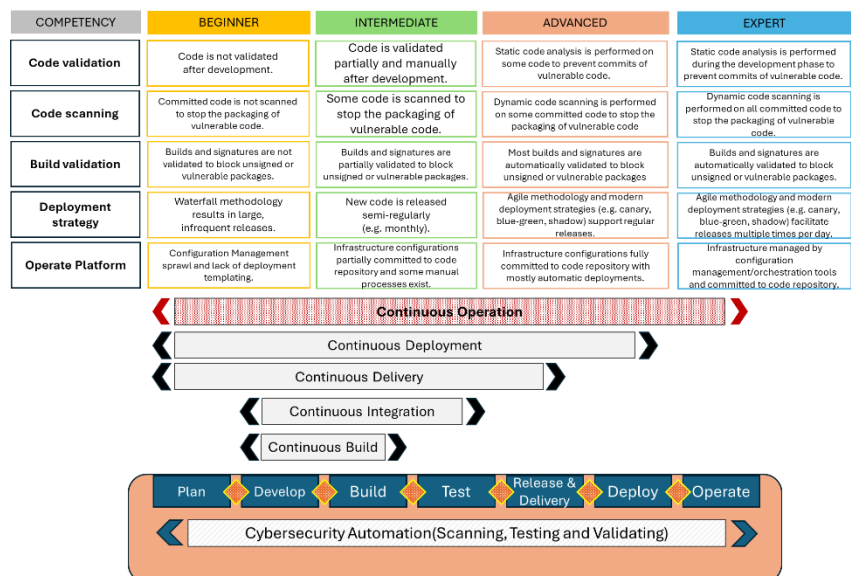 COMPETENCY
BEGINNER
INTERMEDIATE
ADVANCED
EXPERT
Code validation
Code is not validated
after development.
Code is validated
partially and manually
after development.
Static code analysis is performed on
some code to prevent commits of
vulnerable code.
Static code analysis is performed
during the development phase to
prevent commits of vulnerable code.
Code scanning
Committed code is not scanned
to stop the packaging of
vulnerable code.
Some code is scanned to
stop the packaging of
vulnerable code.
Dynamic code scanning is performed
on some committed code to stop the
packaging of vulnerable code
Dynamic code scanning is
performed on all committed code to
stop the packaging of vulnerable
code.
Build validation
Builds and signatures are not
validated to block unsigned or
vulnerable packages.
Builds and signatures are
partially validated to block
unsigned or vulnerable packages.
Most builds and signatures are
automatically validated to block
unsigned or vulnerable packages
Builds and signatures are
automatically validated to block
unsigned or vulnerable packages.
Deployment
strategy
Waterfall methodology
results in large,
infrequent releases.
New code is released
semi-regularly
(e.g. monthly).
Agile methodology and modern
deployment strategies (e.g. canary,
blue-green, shadow) support regular
releases.
Agile methodology and modern
deployment strategies (e.g. canary,
blue-green, shadow) facilitate
releases multiple times per day.
Operate Platform
Configuration Management
sprawl and lack of deployment
templating.
Infrastructure configurations
partially committed to code
repository and some manual
processes exist.
Infrastructure configurations fully
committed to code repository with
mostly automatic deployments.
Infrastructure managed by
configuration
management/orchestration tools
and committed to code repository.
Continuous Operation
Continuous Deployment
Continuous Delivery
Continuous Integration
Continuous Build
Plan
Develop
Build
Test
Release &
Delivery
Deploy
Operate
Cybersecurity Automation(Scanning, Testing and Validating)